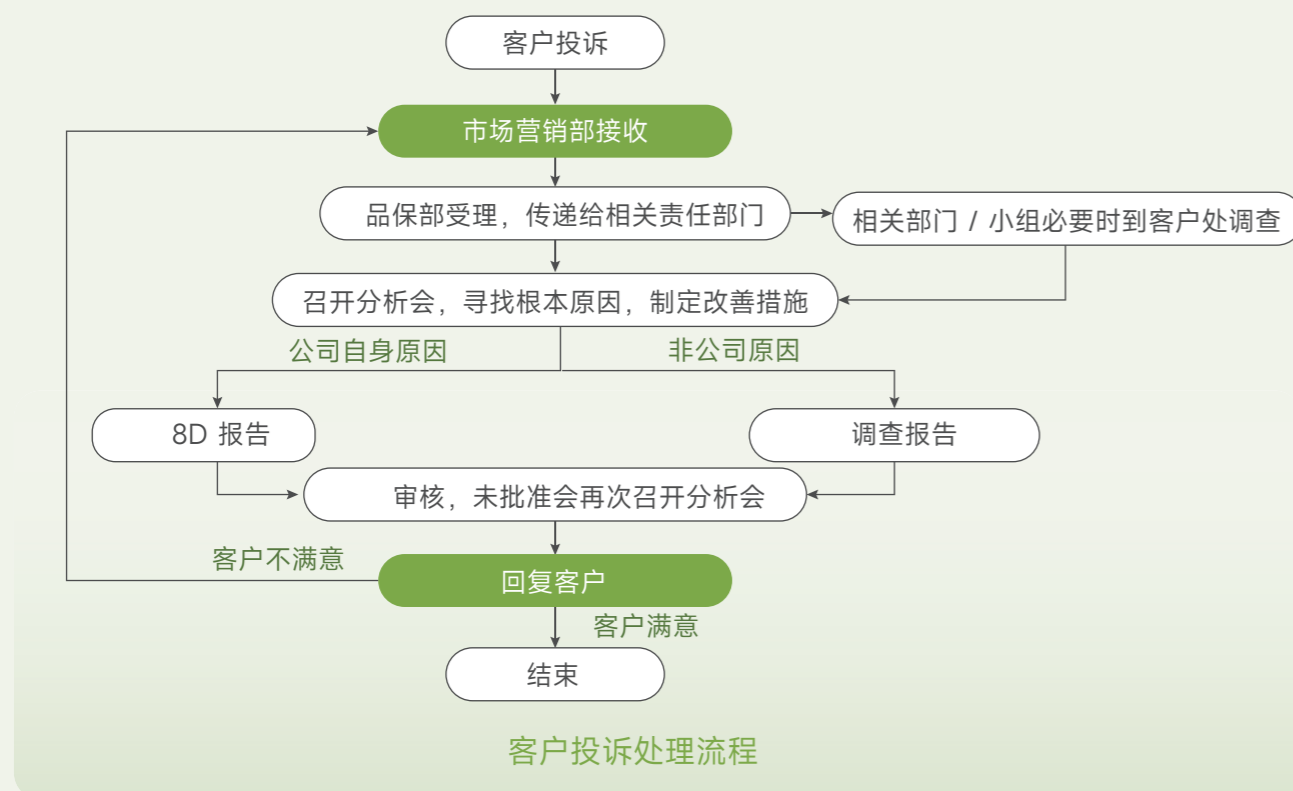 客户投诉
市场营销部接收
品保部受理，传递给相关责任部门
相关部门 / 小组必要时到客户处调查
召开分析会，寻找根本原因，制定改善措施
公司自身原因
非公司原因
8D 报告
调查报告
审核，未批准会再次召开分析会
客户不满意
回复客户
客户满意
结束
客户投诉处理流程